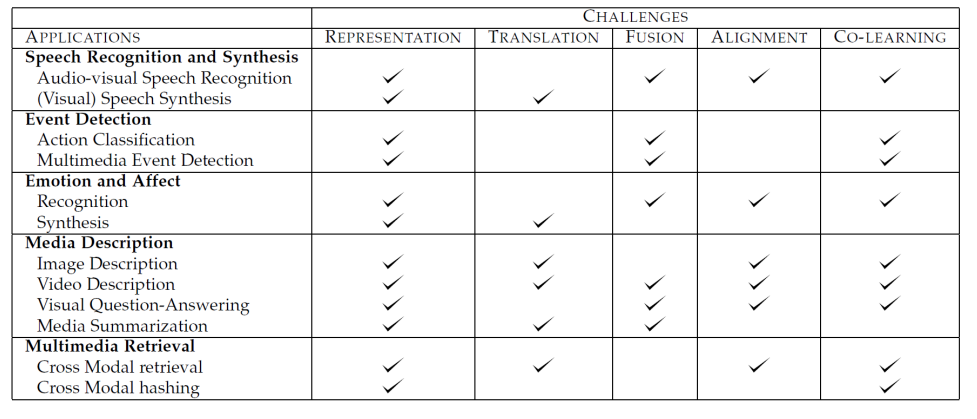 CHALLENGES
APPLICATIONS REPRESENTATION TRANSLATION FUSION ALIGNMENT CO-LEARNING
Speech Recognition and Synthesis
Audio-visual Speech Recognition ✓ ✓ ✓ ✓
(Visual) Speech Synthesis ✓ ✓
Event Detection
Action Classification ✓ ✓ ✓
Multimedia Event Detection ✓ ✓ ✓
Emotion and Affect
Recognition ✓ ✓ ✓ ✓
Synthesis ✓ ✓
Media Description
Image Description ✓ ✓ ✓ ✓
Video Description ✓ ✓ ✓ ✓ ✓
Visual Question-Answering ✓ ✓ ✓ ✓
Media Summarization ✓ ✓ ✓
Multimedia Retrieval
Cross Modal retrieval ✓ ✓ ✓ ✓
Cross Modal hashing ✓ ✓